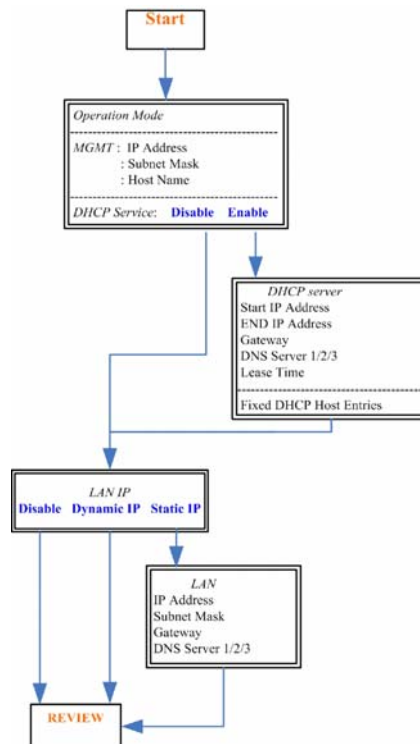 Start
Operation Mode
MGMT : IP Address
: Subnet Mask
: Host Name
DHCP Service: Disable Enable
DHCP server
Start IP Address
END IP Address
Gateway
DNS Server 1/2/3
Lease Time
Fixed DHCP Host Entries
LAN IP
Disable Dynamic IP Static IP
LAN
IP Address
Subnet Mask
Gateway
DNS Server 1/2/3
REVIEW